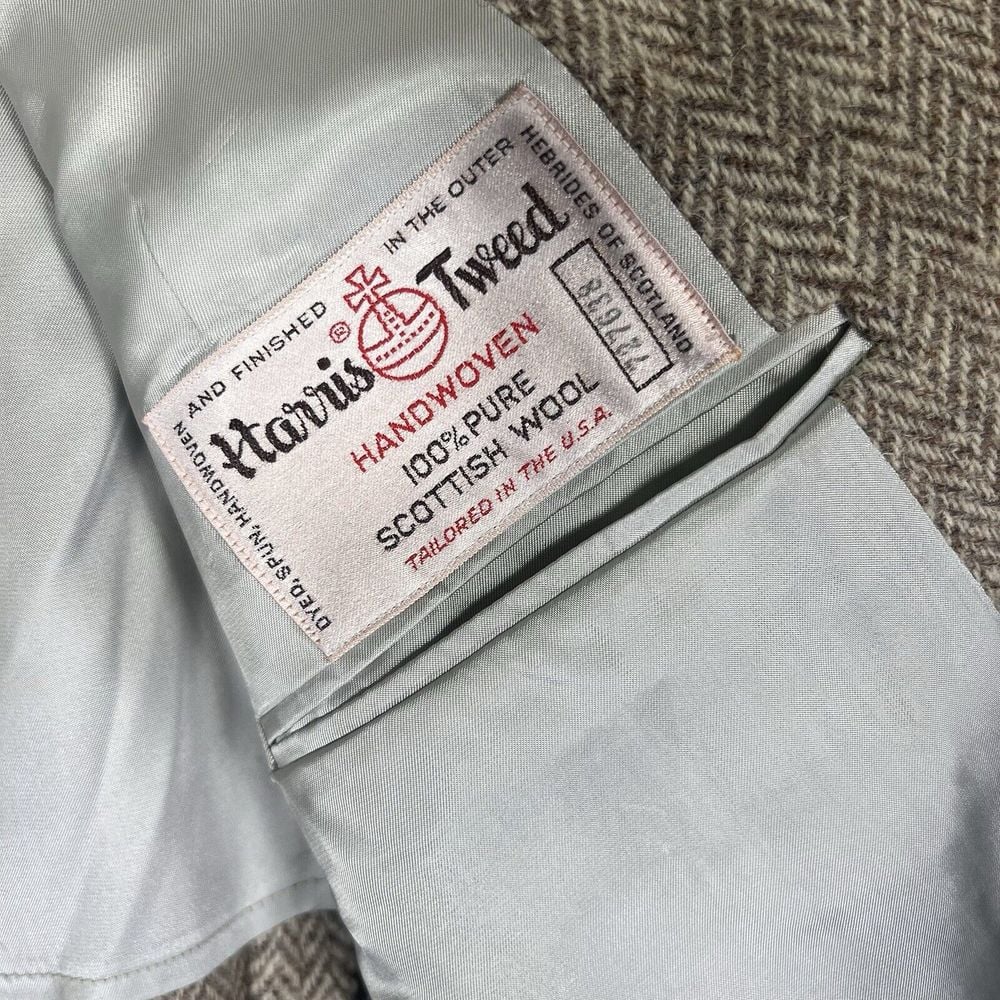 DYED, SPUN, HANDWOVEN AND FINISHED IN THE OUTER HEBRIDES OF SCOTLAND
Harris ® Tweed
HANDWOVEN
100% PURE
SCOTTISH WOOL
TAILORED IN THE U.S.A.